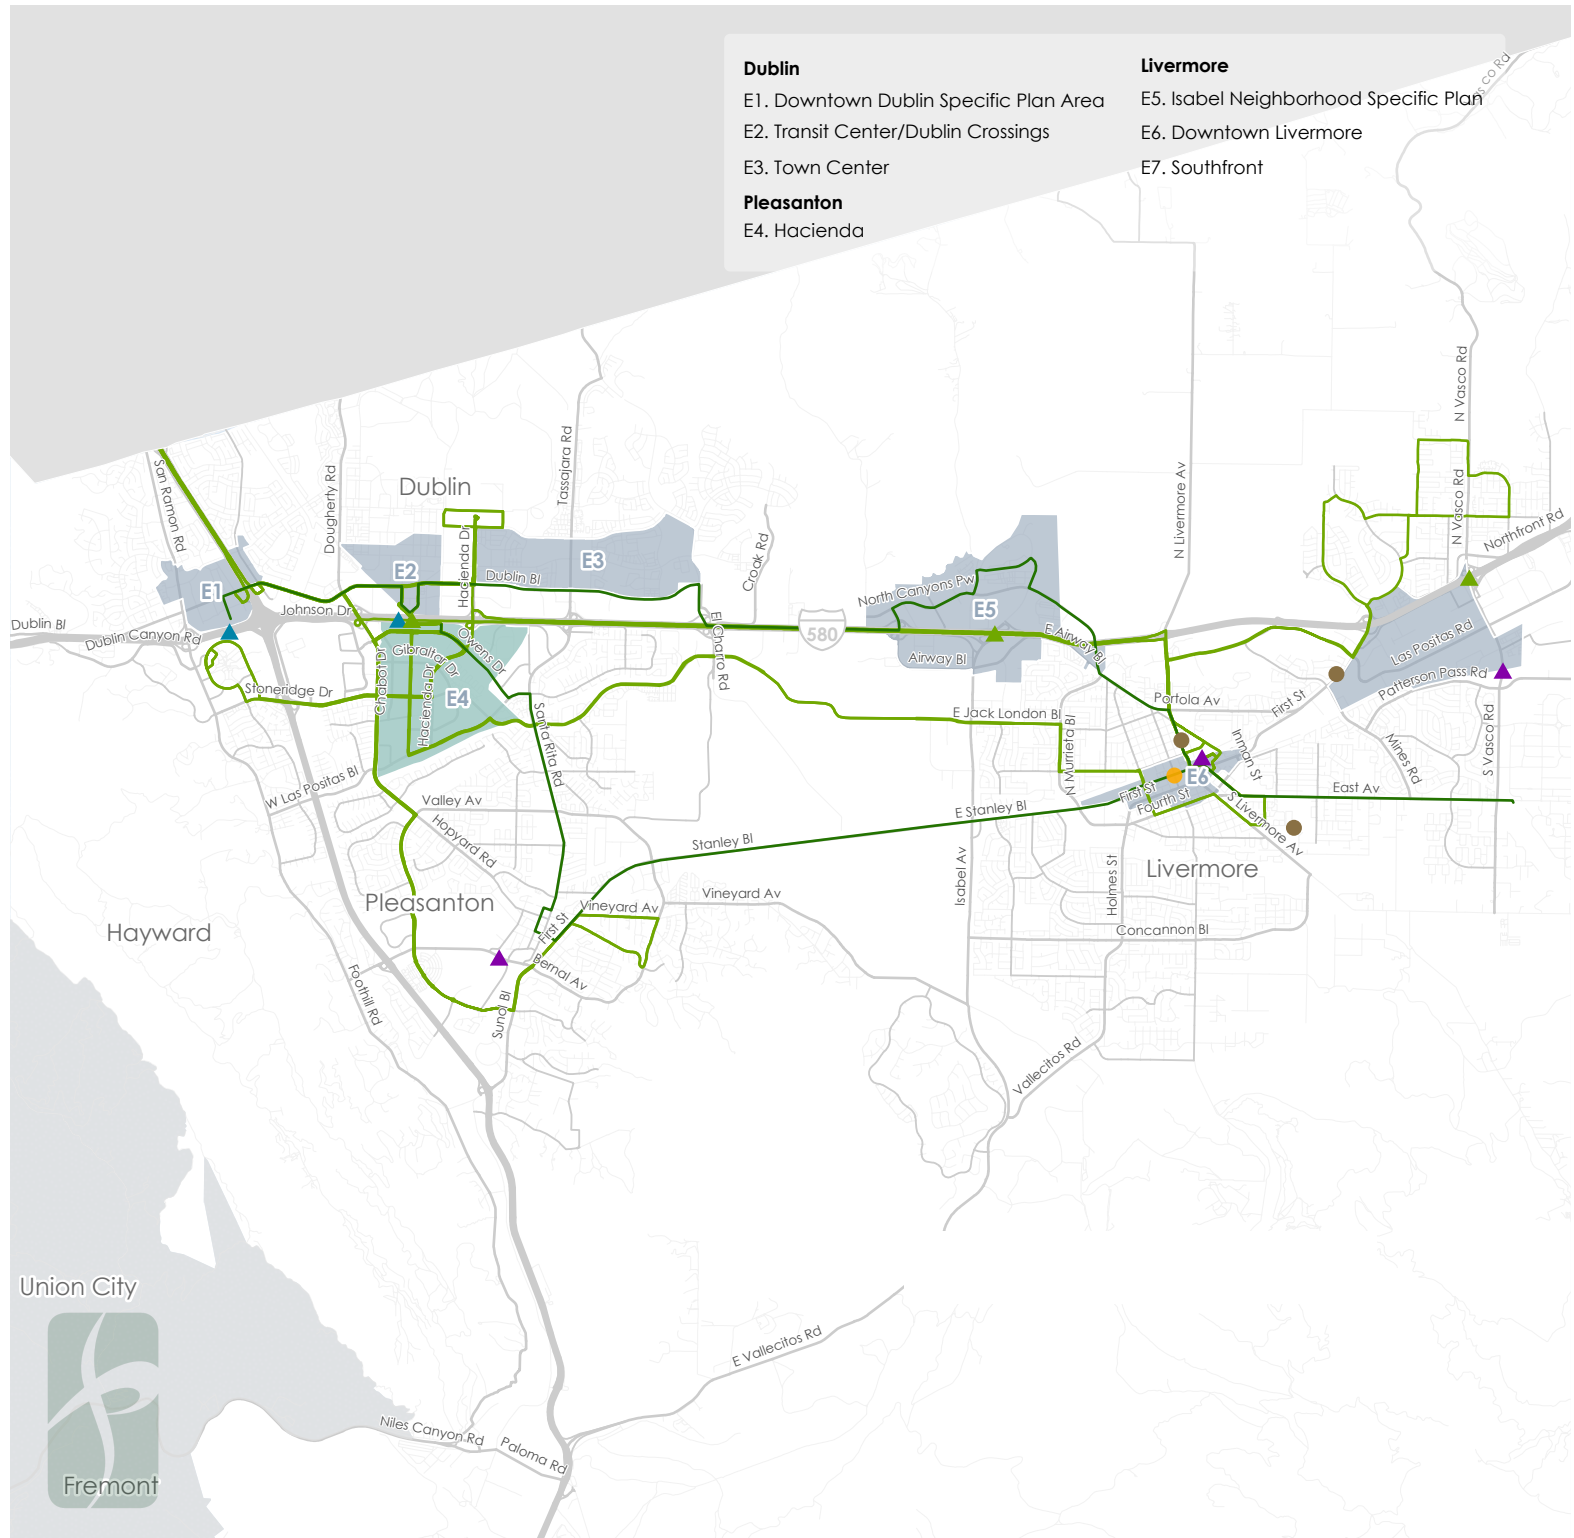 Dublin
E1. Downtown Dublin Specific Plan Area
E2. Transit Center/Dublin Crossings
E3. Town Center
Pleasanton
E4. Hacienda
Livermore
E5. Isabel Neighborhood Specific Plan
E6. Downtown Livermore
E7. Southfront
co Rd
N Vasco Rd
N Vasco Rd
Northfront Rd
San Ramon Rd
Dougherty Rd
Dublin
Tassajara Rd
Hacienda Dr
Croak Rd
N Livermore Av
E1
E2
E3
Dublin Bl
North Canyons Pw
E5
Johnson Dr
Dublin Bl
Dublin Canyon Rd
El Charro Rd
580
E Airway Bl
Airway Bl
Las Positas Rd
Patterson Pass Rd
Owens Dr
Gibraltar Dr
Chabot Dr
Hacienda Dr
E4
Stoneridge Dr
Santa Rita Rd
Portola Av
First St
E Jack London Bl
N Murrieta Bl
Inman St
Mines Rd
S Vasco Rd
W Las Positas Bl
Valley Av
Hopyard Rd
Stanley Bl
E Stanley Bl
First St
Fourth St
E6
East Av
S Livermore Av
Livermore
Isabel Av
Holmes St
Pleasanton
Vineyard Av
Vineyard Av
First St
Bernal Av
Hayward
Foothill Rd
Sunol Bl
Concannon Bl
Vallecitos Rd
Union City
E Vallecitos Rd
Niles Canyon Rd
Paloma Rd
Fremont